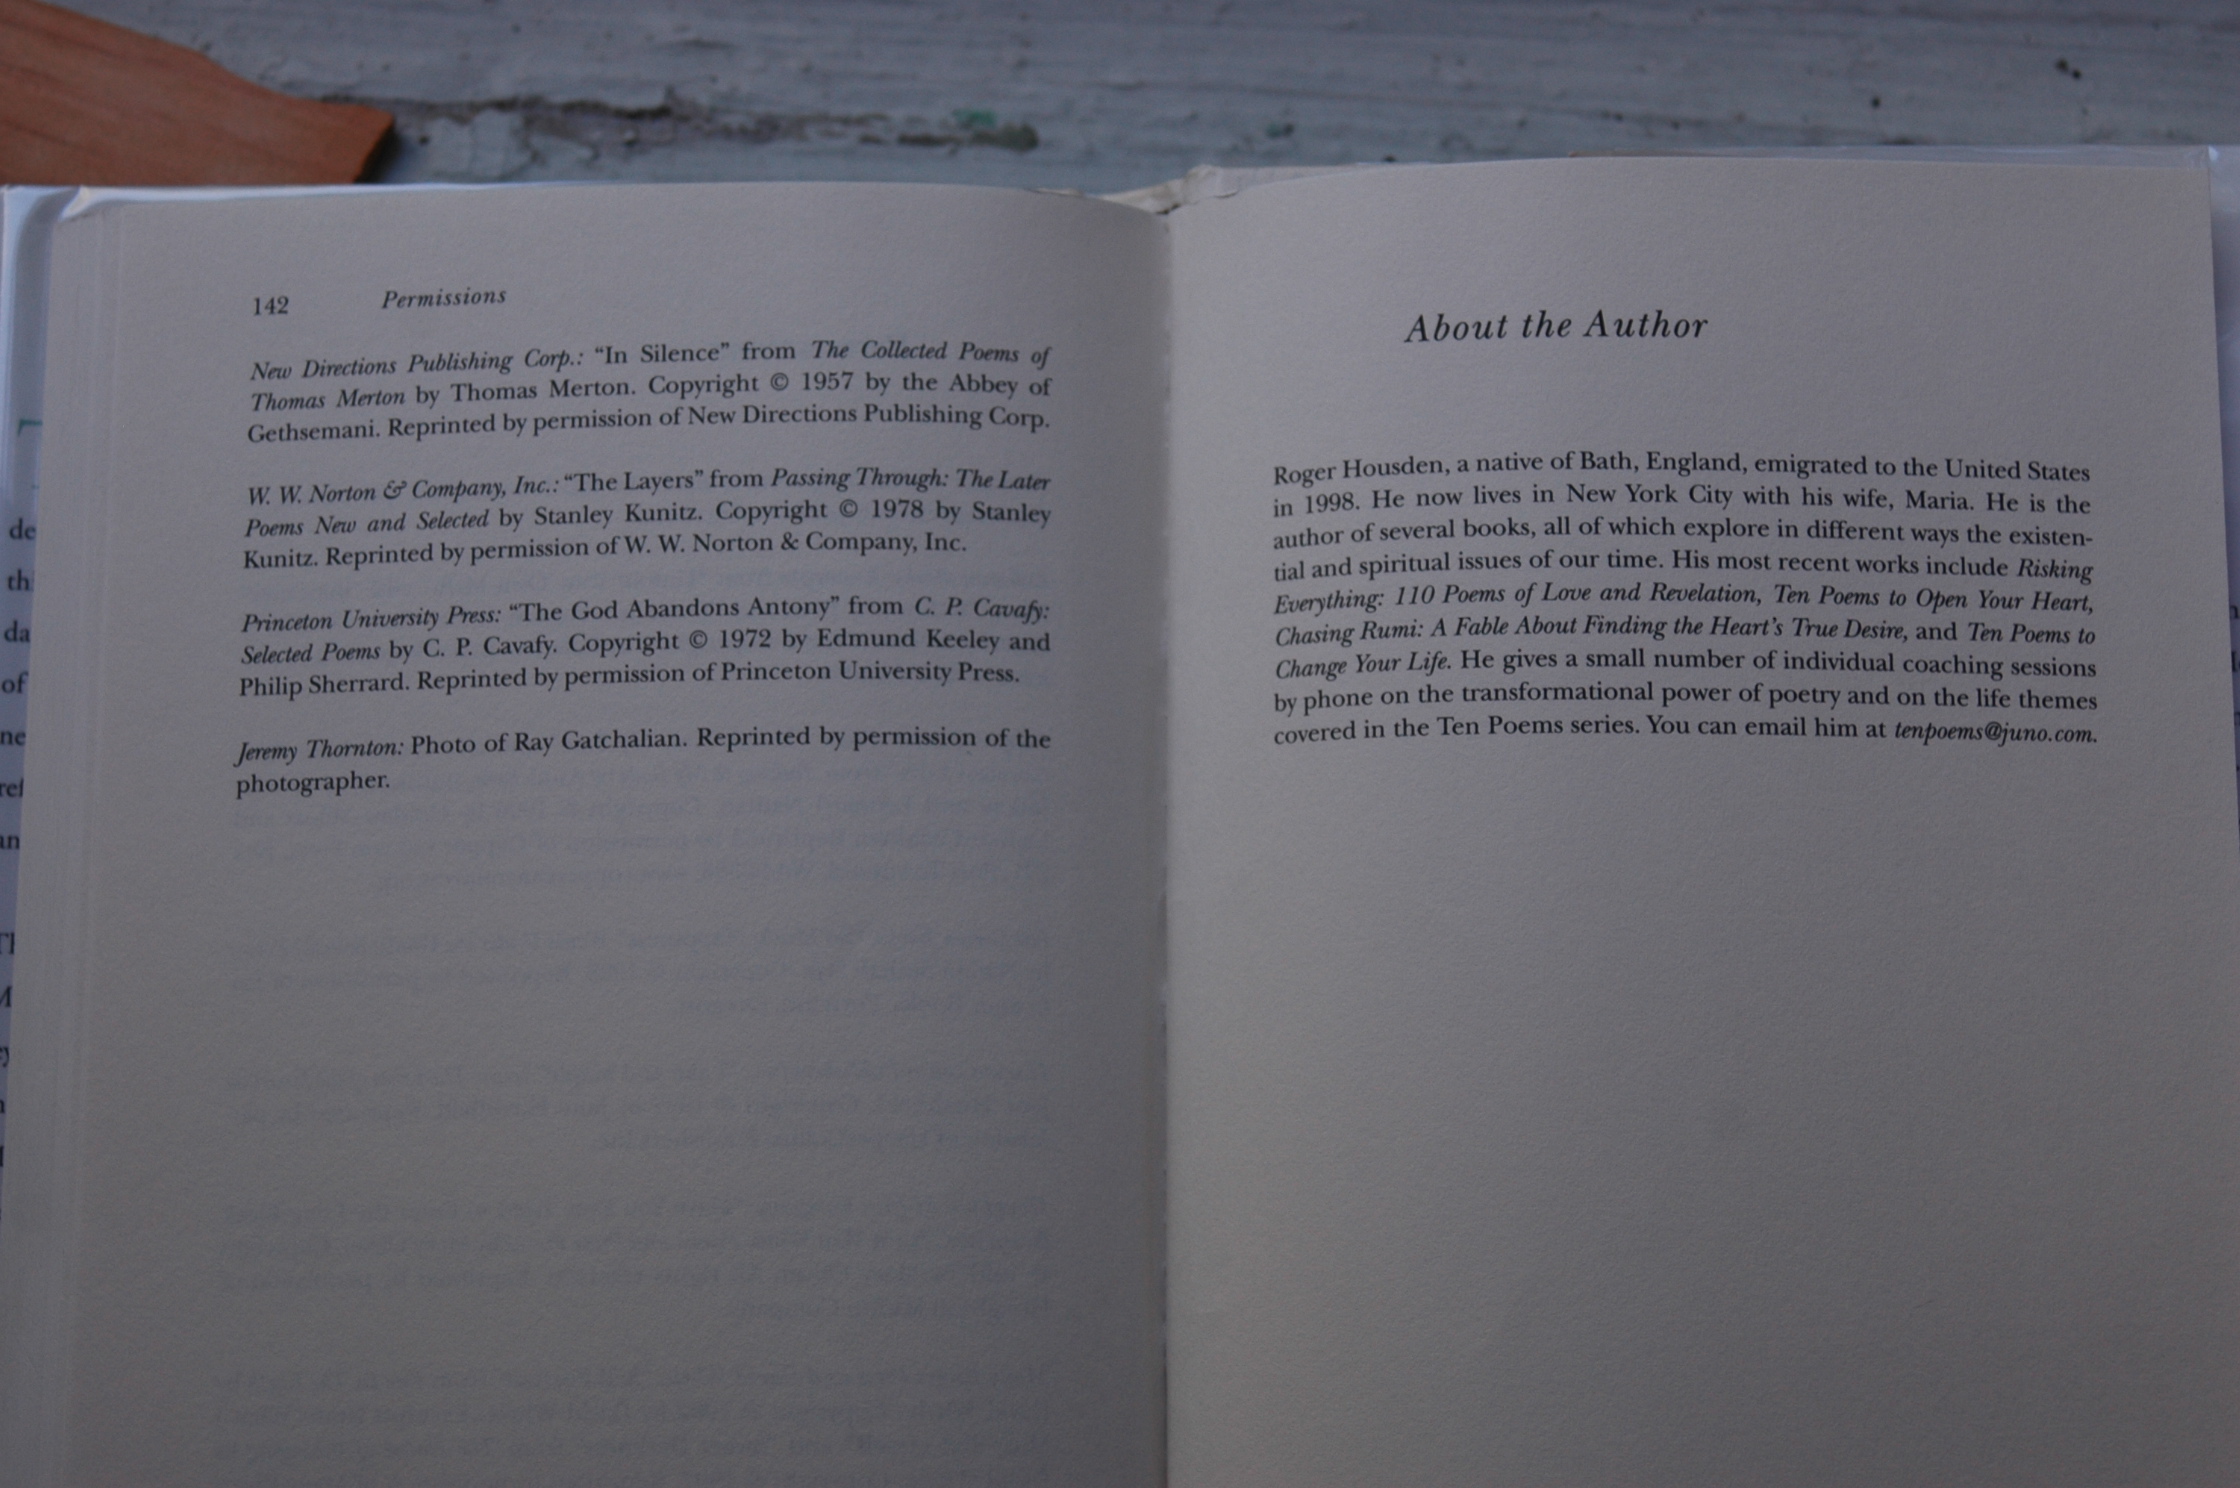 142 Permissions
New Directions Publishing Corp.: “In Silence” from The Collected Poems of
Thomas Merton by Thomas Merton. Copyright © 1957 by the Abbey of
Gethsemani. Reprinted by permission of New Directions Publishing Corp.
W. W. Norton & Company, Inc.: “The Layers” from Passing Through: The Later
Poems New and Selected by Stanley Kunitz. Copyright © 1978 by Stanley
Kunitz. Reprinted by permission of W. W. Norton & Company, Inc.
Princeton University Press: “The God Abandons Antony” from C. P. Cavafy:
Selected Poems by C. P. Cavafy. Copyright © 1972 by Edmund Keeley and
Philip Sherrard. Reprinted by permission of Princeton University Press.
Jeremy Thornton: Photo of Ray Gatchalian. Reprinted by permission of the
photographer.
About the Author
Roger Housden, a native of Bath, England, emigrated to the United States
in 1998. He now lives in New York City with his wife, Maria. He is the
author of several books, all of which explore in different ways the existen-
tial and spiritual issues of our time. His most recent works include Risking
Everything: 110 Poems of Love and Revelation, Ten Poems to Open Your Heart,
Chasing Rumi: A Fable About Finding the Heart’s True Desire, and Ten Poems to
Change Your Life. He gives a small number of individual coaching sessions
by phone on the transformational power of poetry and on the life themes
covered in the Ten Poems series. You can email him at tenpoems@juno.com.